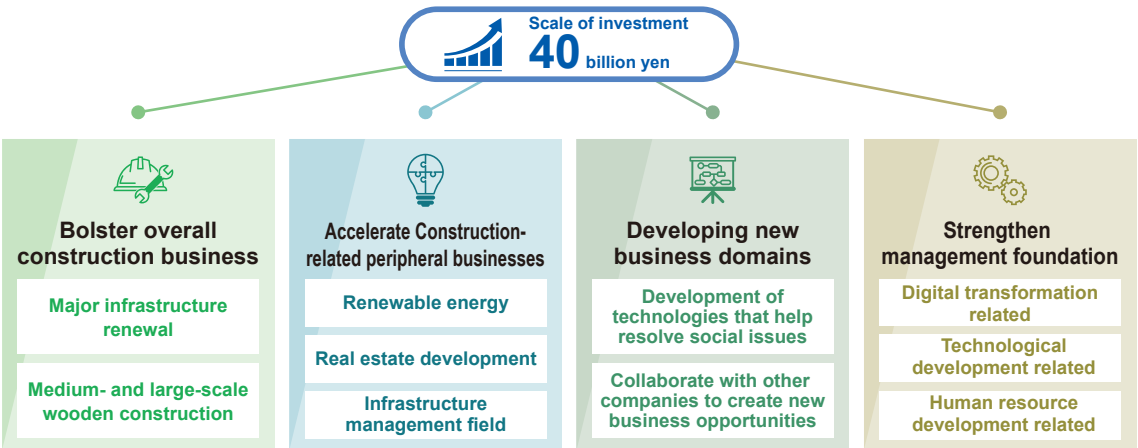 Scale of investment
40 billion yen
Bolster overall
construction business
Major infrastructure
renewal
Medium- and large-scale
wooden construction
Accelerate Construction-
related peripheral businesses
Renewable energy
Real estate development
Infrastructure
management field
Developing new
business domains
Development of
technologies that help
resolve social issues
Collaborate with other
companies to create new
business opportunities
Strengthen
management foundation
Digital transformation
related
Technological
development related
Human resource
development related